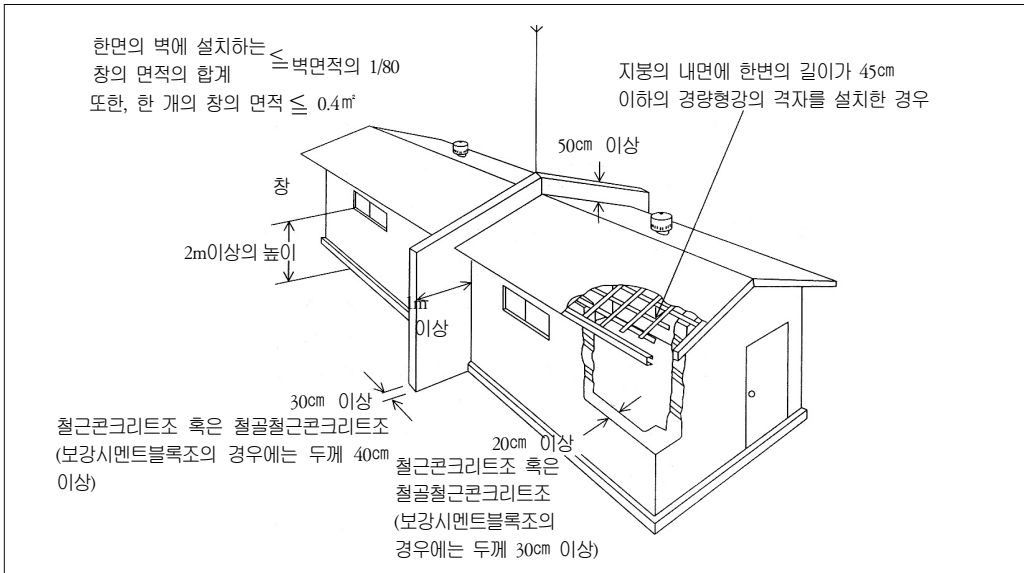 한면의 벽에 설치하는
창의 면적의 합계 ≦ 벽면적의 1/80
또한, 한 개의 창의 면적 ≦ 0.4㎡
지붕의 내면에 한변의 길이가 45㎝
이하의 경량형강의 격자를 설치한 경우
50㎝ 이상
창
2m이상의 높이
1m
이상
30㎝ 이상
철근콘크리트조 혹은 철골철근콘크리트조
(보강시멘트블록조의 경우에는 두께 40㎝
이상)
20㎝ 이상
철근콘크리트조 혹은
철골철근콘크리트조
(보강시멘트블록조의
경우에는 두께 30㎝ 이상)